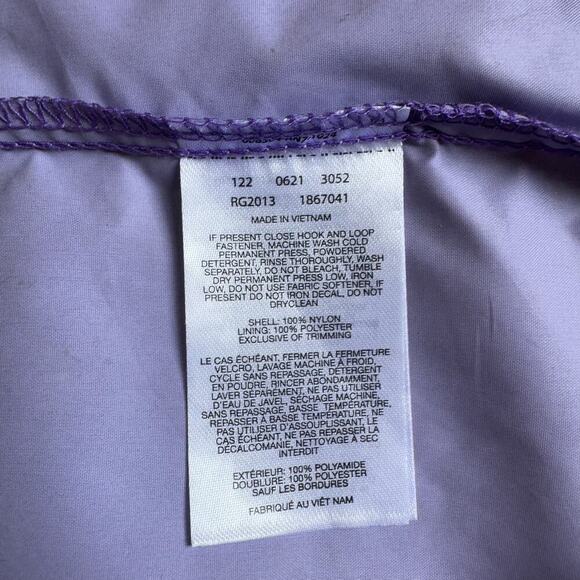 122 0621 3052
RG2013 1867041
MADE IN VIETNAM
IF PRESENT CLOSE HOOK AND LOOP
FASTENER, MACHINE WASH COLD
PERMANENT PRESS, POWDERED
DETERGENT, RINSE THOROUGHLY, WASH
SEPARATELY, DO NOT BLEACH, TUMBLE
DRY PERMANENT PRESS LOW, IRON
LOW, DO NOT USE FABRIC SOFTENER, IF
PRESENT DO NOT IRON DECAL, DO NOT
DRYCLEAN
SHELL: 100% NYLON
LINING: 100% POLYESTER
EXCLUSIVE OF TRIMMING
LE CAS ÉCHÉANT, FERMER LA FERMETURE
VELCRO, LAVAGE MACHINE À FROID,
CYCLE SANS REPASSAGE, DÉTERGENT
EN POUDRE, RINCER ABONDAMMENT,
LAVER SÉPARÉMENT, NE PAS UTILISER
D'EAU DE JAVEL, SÉCHAGE MACHINE,
SANS REPASSAGE, BASSE TEMPÉRATURE,
REPASSER À BASSE TEMPÉRATURE, NE
PAS UTILISER D'ASSOUPLISSANT, LE
CAS ÉCHÉANT, NE PAS REPASSER LA
DÉCALCOMANIE, NETTOYAGE À SEC
INTERDIT
EXTÉRIEUR: 100% POLYAMIDE
DOUBLURE: 100% POLYESTER
SAUF LES BORDURES
FABRIQUÉ AU VIÊT NAM